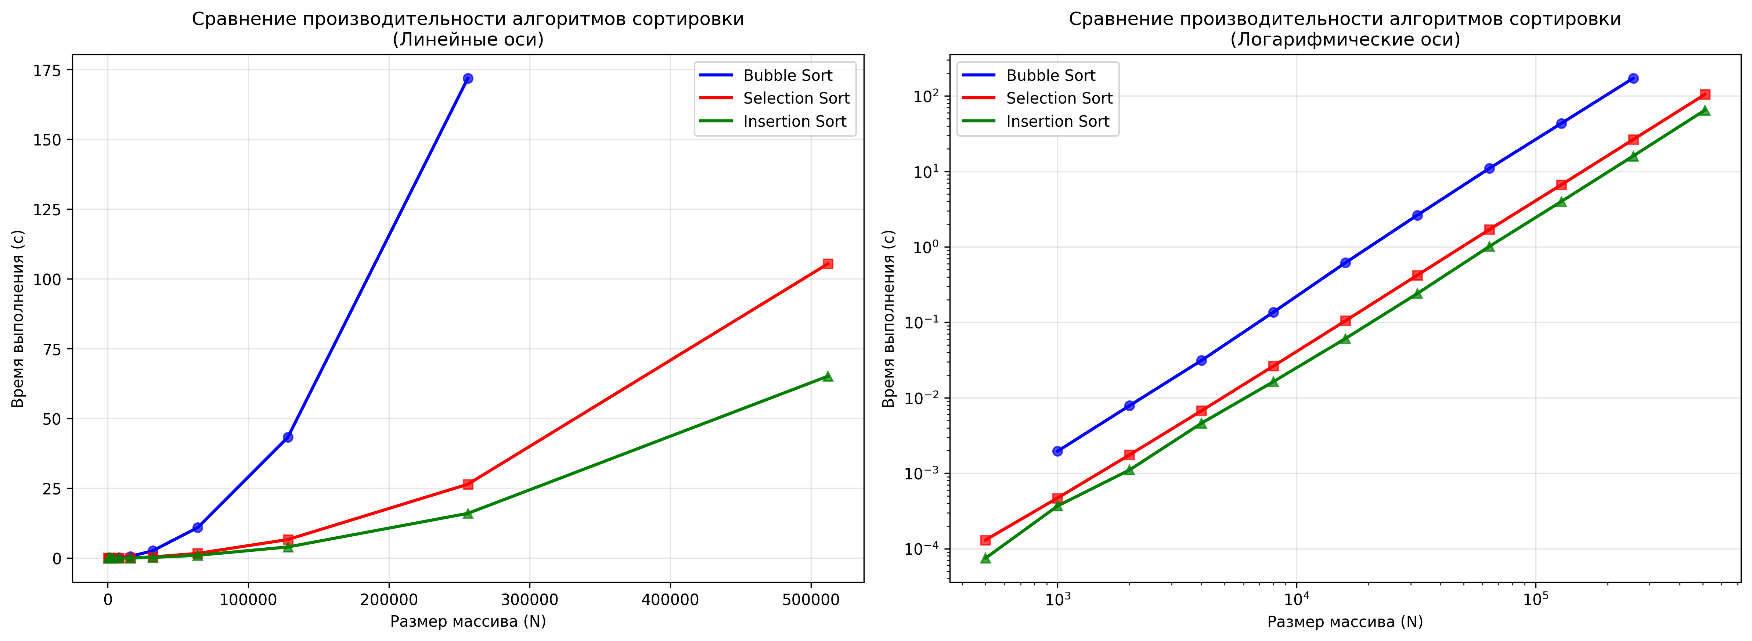 Сравнение производительности алгоритмов сортировки
(Линейные оси)
175
150
125
100
75
50
25
0
Время выполнения (с)
Bubble Sort
Selection Sort
Insertion Sort
0
100000
200000
300000
400000
500000
Размер массива (N)
Сравнение производительности алгоритмов сортировки
(Логарифмические оси)
10²
10¹
10⁰
10⁻¹
10⁻²
10⁻³
10⁻⁴
Время выполнения (с)
Bubble Sort
Selection Sort
Insertion Sort
10³
10⁴
10⁵
Размер массива (N)